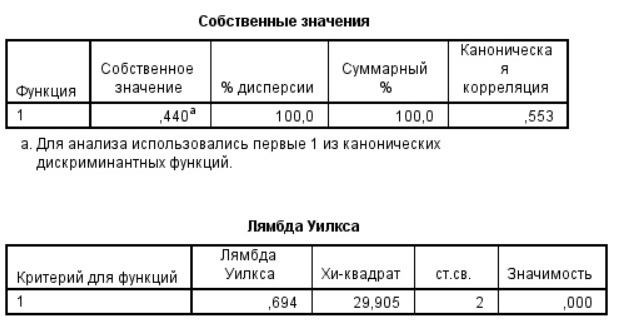 Собственные значения
Функция Собственное значение % дисперсии Суммарный % Каноническа я корреляция
1 ,440a 100,0 100,0 ,553
a. Для анализа использовались первые 1 из канонических
дискриминантных функций.
Лямбда Уилкса
Критерий для функций Лямбда Уилкса Хи-квадрат ст.св. Значимость
1 ,694 29,905 2 ,000